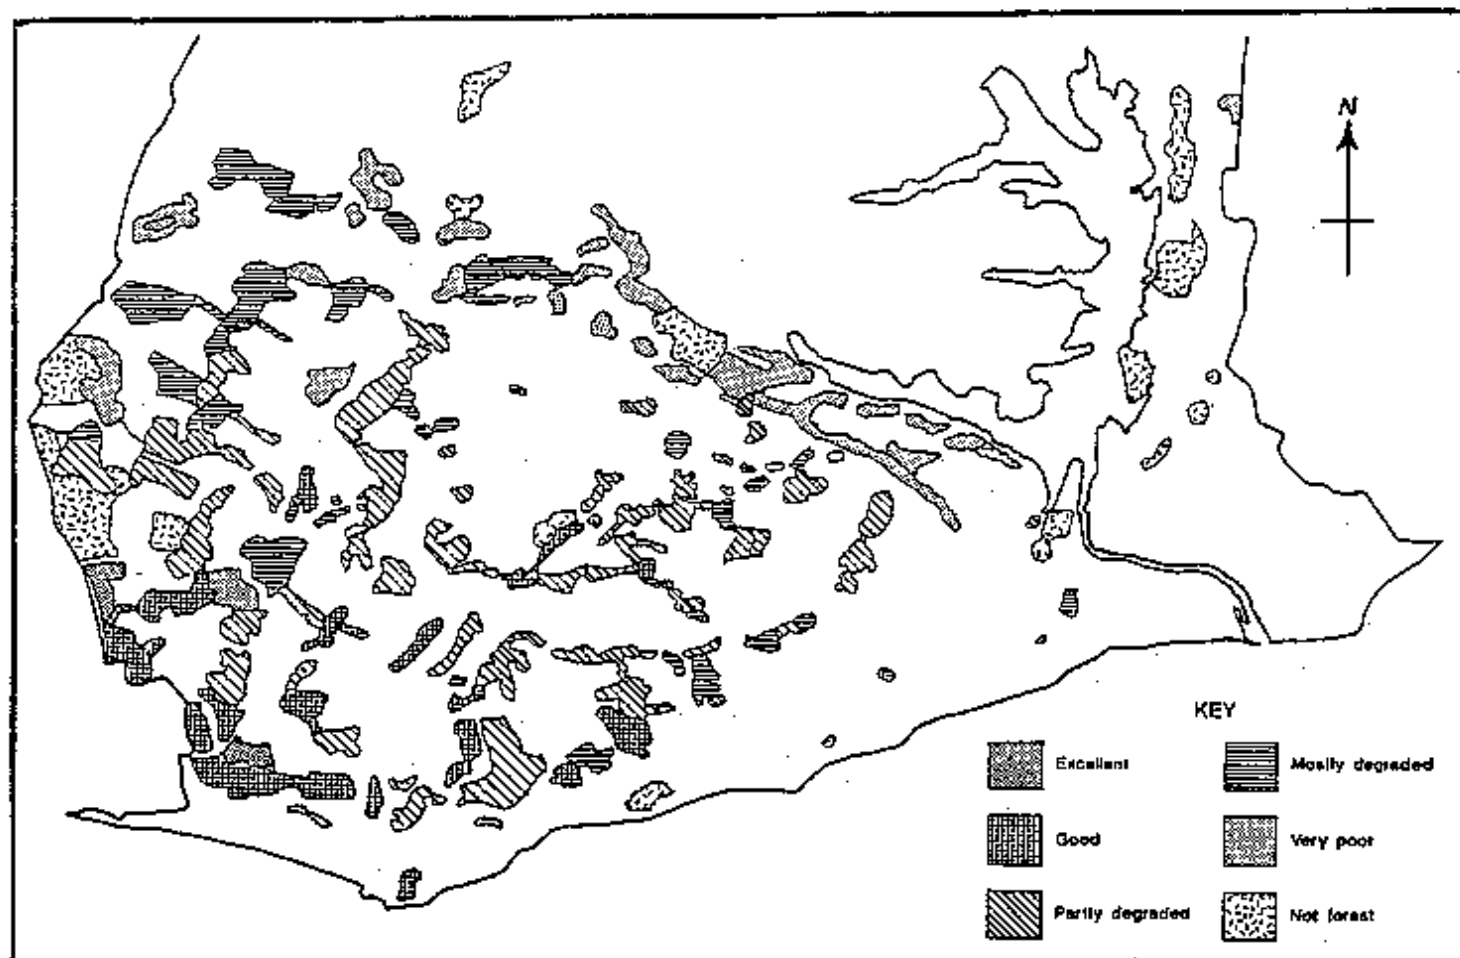 N
KEY
Excellent
Mostly degraded
Good
Very poor
Partly degraded
Not forest